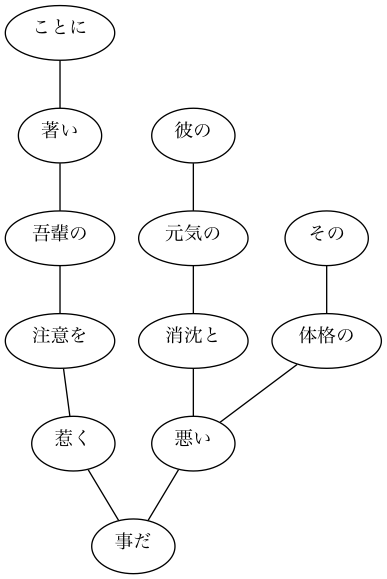 ことに
著い 彼の
吾輩の 元気の その
注意を 消沈と 体格の
惹く 悪い
事だ